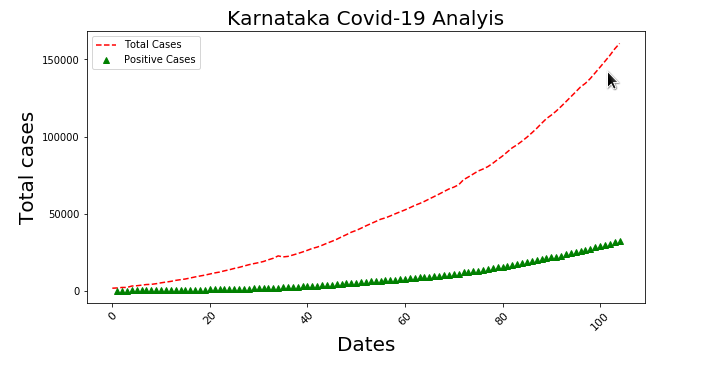 Karnataka Covid-19 Analyis
Total Cases
Positive Cases
150000
100000
50000
0
Total cases
0
20
40
60
80
100
Dates